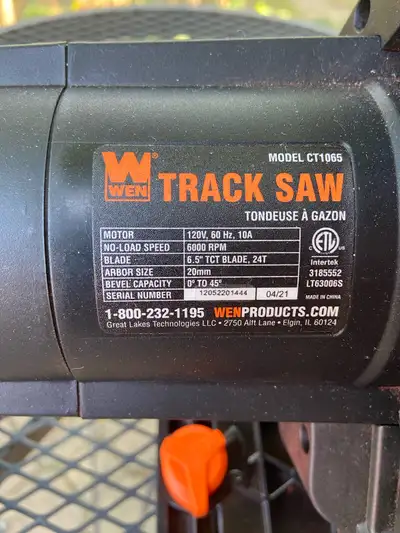 MODEL CT1065
WEN®
TRACK SAW
TONDEUSE À GAZON
MOTOR 120V, 60 Hz, 10A
NO-LOAD SPEED 6000 RPM
BLADE 6.5" TCT BLADE, 24T
ARBOR SIZE 20mm
BEVEL CAPACITY 0° TO 45°
SERIAL NUMBER 12052201444 04/21
ETL
Intertek
3185552
LT63006S
MADE IN CHINA
1-800-232-1195 WENPRODUCTS.COM
Great Lakes Technologies LLC • 2750 Alft Lane • Elgin, IL 60124